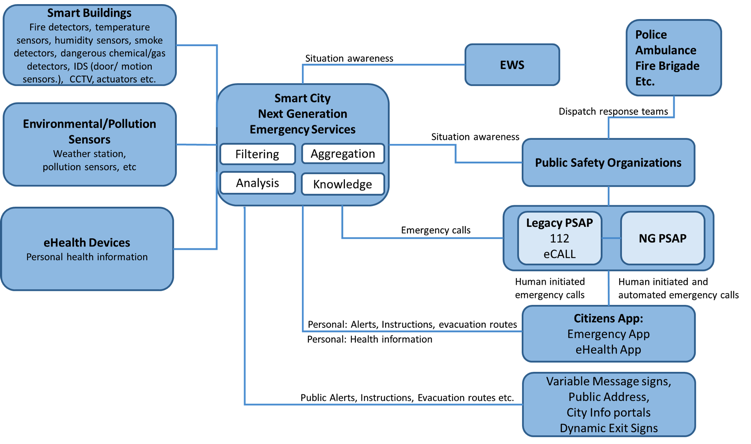 Smart Buildings
Fire detectors, temperature
sensors, humidity sensors, smoke
detectors, dangerous chemical/gas
detectors, IDS (door/ motion
sensors.), CCTV, actuators etc.
Environmental/Pollution
Sensors
Weather station,
pollution sensors, etc
eHealth Devices
Personal health information
Smart City
Next Generation
Emergency Services
Filtering
Aggregation
Analysis
Knowledge
Situation awareness
EWS
Police
Ambulance
Fire Brigade
Etc.
Dispatch response teams
Situation awareness
Public Safety Organizations
Emergency calls
Legacy PSAP
112
eCALL
NG PSAP
Human initiated
emergency calls
Human initiated and
automated emergency calls
Personal: Alerts, Instructions, evacuation routes
Personal: Health information
Citizens App:
Emergency App
eHealth App
Public Alerts, Instructions, Evacuation routes etc.
Variable Message signs,
Public Address,
City Info portals
Dynamic Exit Signs